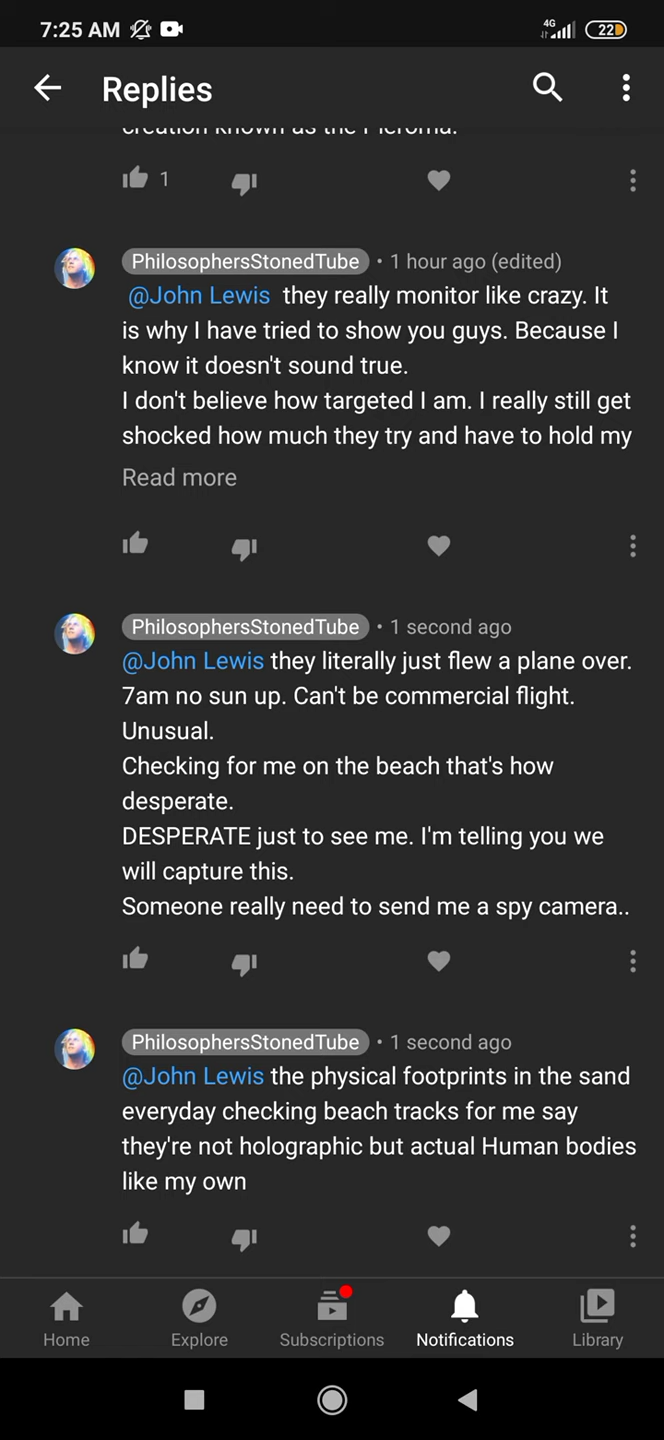 7:25 AM
4G
22
Replies
creation known as the Pleroma.
1
PhilosophersStonedTube • 1 hour ago (edited)
@John Lewis they really monitor like crazy. It
is why I have tried to show you guys. Because I
know it doesn't sound true.
I don't believe how targeted I am. I really still get
shocked how much they try and have to hold my
Read more
PhilosophersStonedTube • 1 second ago
@John Lewis they literally just flew a plane over.
7am no sun up. Can't be commercial flight.
Unusual.
Checking for me on the beach that's how
desperate.
DESPERATE just to see me. I'm telling you we
will capture this.
Someone really need to send me a spy camera..
PhilosophersStonedTube • 1 second ago
@John Lewis the physical footprints in the sand
everyday checking beach tracks for me say
they're not holographic but actual Human bodies
like my own
Home
Explore
Subscriptions
Notifications
Library